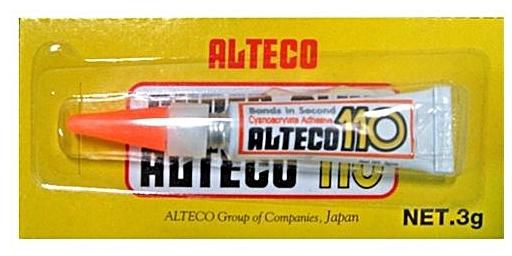 ALTECO
Bonds in Second
Cyanoacrylate Adhesive
ALTECO 110
ALTECO 110
ALTECO Group of Companies, Japan
NET.3g